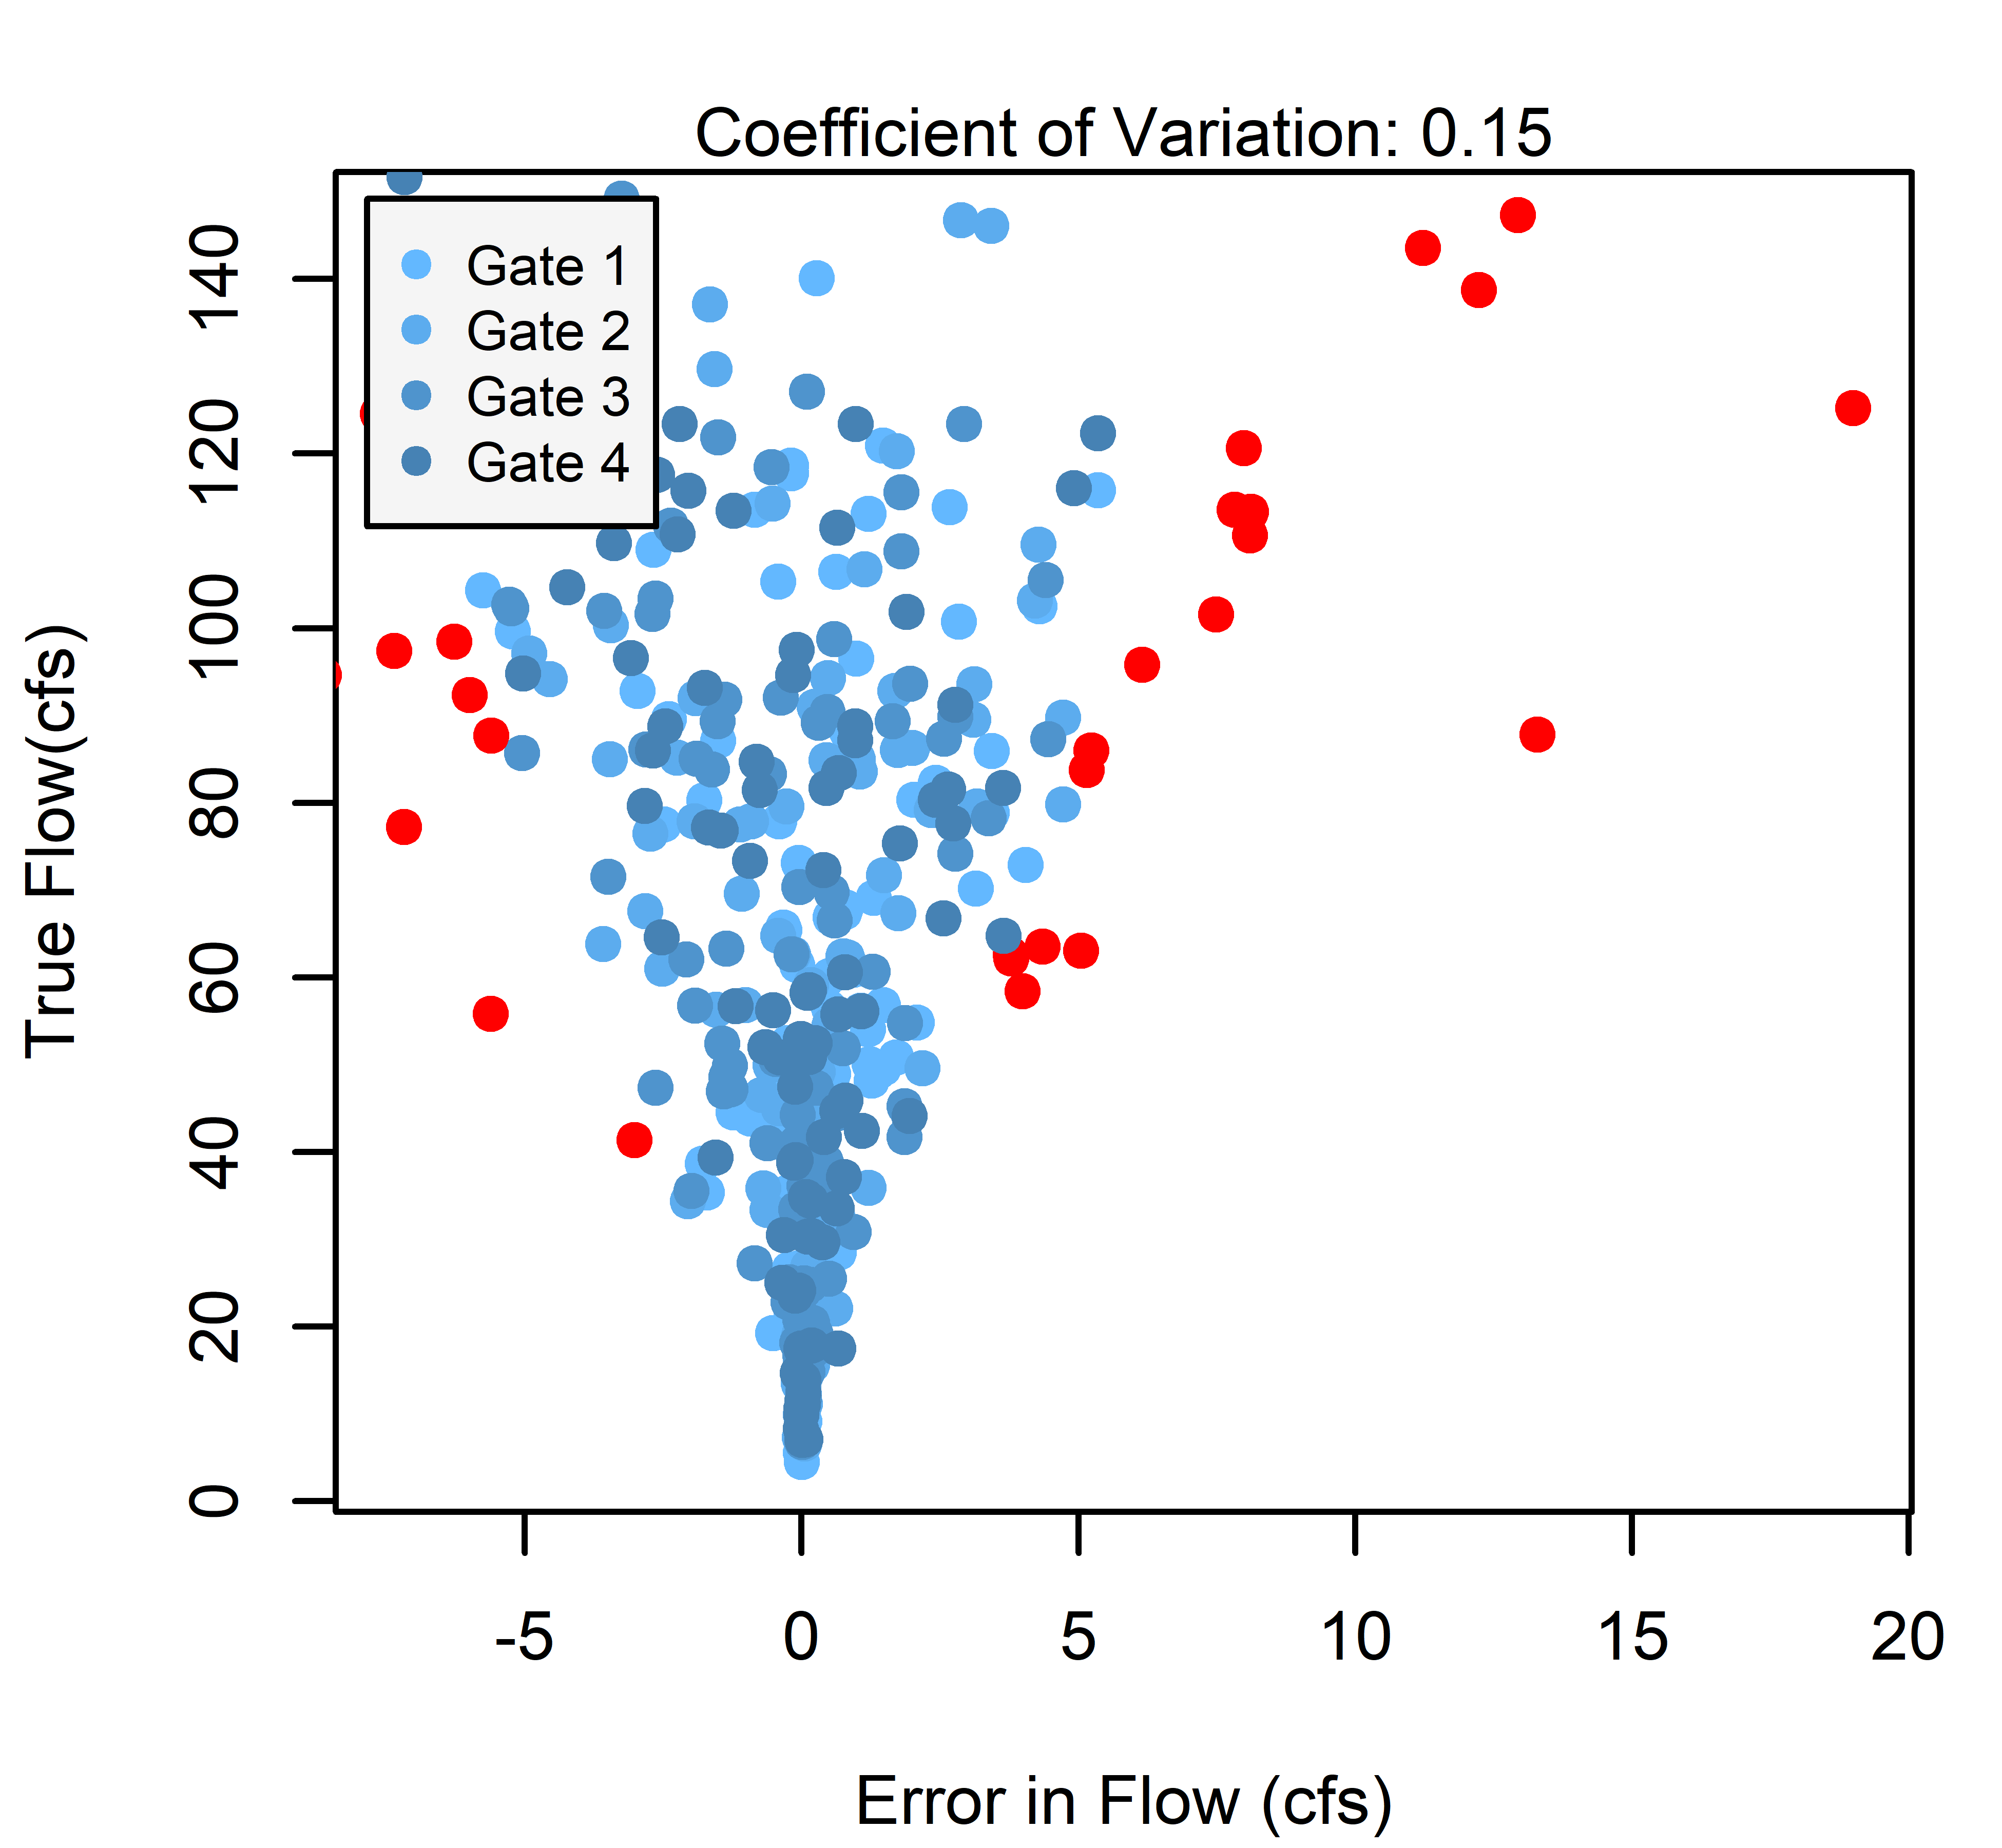 Coefficient of Variation: 0.15
Gate 1
Gate 2
Gate 3
Gate 4
True Flow(cfs)
140
120
100
80
60
40
20
0
-5 0 5 10 15 20
Error in Flow (cfs)